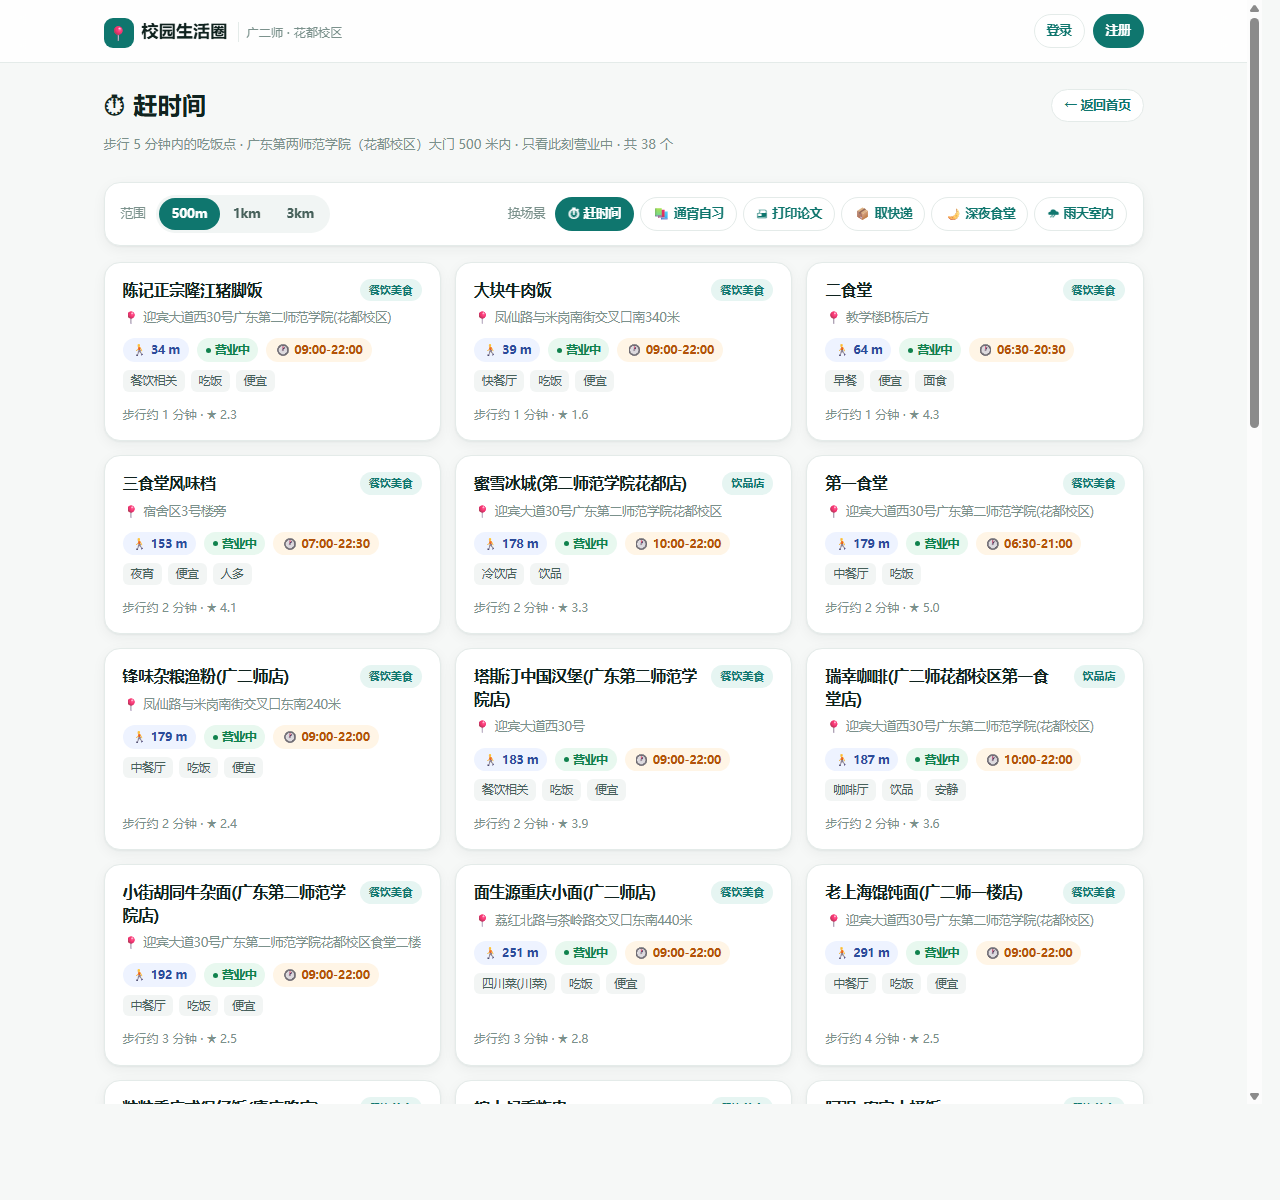 校园生活圈 广二师 · 花都校区 登录 注册
赶时间 ← 返回首页
步行 5 分钟内的吃饭点 · 广东第两师范学院（花都校区）大门 500 米内 · 只看此刻营业中 · 共 38 个
范围 500m 1km 3km 换场景 赶时间 通宵自习 打印论文 取快递 深夜食堂 雨天室内
陈记正宗隆江猪脚饭 餐饮美食
迎宾大道西30号广东第二师范学院(花都校区)
34 m 营业中 09:00-22:00
餐饮相关 吃饭 便宜
步行约 1 分钟 · ★ 2.3
大块牛肉饭 餐饮美食
凤仙路与米岗南街交叉口南340米
39 m 营业中 09:00-22:00
快餐厅 吃饭 便宜
步行约 1 分钟 · ★ 1.6
二食堂 餐饮美食
教学楼B栋后方
64 m 营业中 06:30-20:30
早餐 便宜 面食
步行约 1 分钟 · ★ 4.3
三食堂风味档 餐饮美食
宿舍区3号楼旁
153 m 营业中 07:00-22:30
夜宵 便宜 人多
步行约 2 分钟 · ★ 4.1
蜜雪冰城(第二师范学院花都店) 饮品店
迎宾大道30号广东第二师范学院花都校区
178 m 营业中 10:00-22:00
冷饮店 饮品
步行约 2 分钟 · ★ 3.3
第一食堂 餐饮美食
迎宾大道西30号广东第二师范学院(花都校区)
179 m 营业中 06:30-21:00
中餐厅 吃饭
步行约 2 分钟 · ★ 5.0
锋味杂粮渔粉(广二师店) 餐饮美食
凤仙路与米岗南街交叉口东南240米
179 m 营业中 09:00-22:00
中餐厅 吃饭 便宜
步行约 2 分钟 · ★ 2.4
塔斯汀中国汉堡(广东第二师范学
院店) 餐饮美食
迎宾大道西30号
183 m 营业中 09:00-22:00
餐饮相关 吃饭 便宜
步行约 2 分钟 · ★ 3.9
瑞幸咖啡(广二师花都校区第一食
堂店) 饮品店
迎宾大道西30号广东第二师范学院(花都校区)
187 m 营业中 10:00-22:00
咖啡厅 饮品 安静
步行约 2 分钟 · ★ 3.6
小街胡同牛杂面(广东第二师范学
院店) 餐饮美食
迎宾大道30号广东第二师范学院花都校区食堂二楼
192 m 营业中 09:00-22:00
中餐厅 吃饭 便宜
步行约 3 分钟 · ★ 2.5
面生源重庆小面(广二师店) 餐饮美食
荔红北路与茶岭路交叉口东南440米
251 m 营业中 09:00-22:00
四川菜(川菜) 吃饭 便宜
步行约 3 分钟 · ★ 2.8
老上海馄饨面(广二师一楼店) 餐饮美食
迎宾大道西30号广东第二师范学院(花都校区)
291 m 营业中 09:00-22:00
中餐厅 吃饭 便宜
步行约 4 分钟 · ★ 2.5